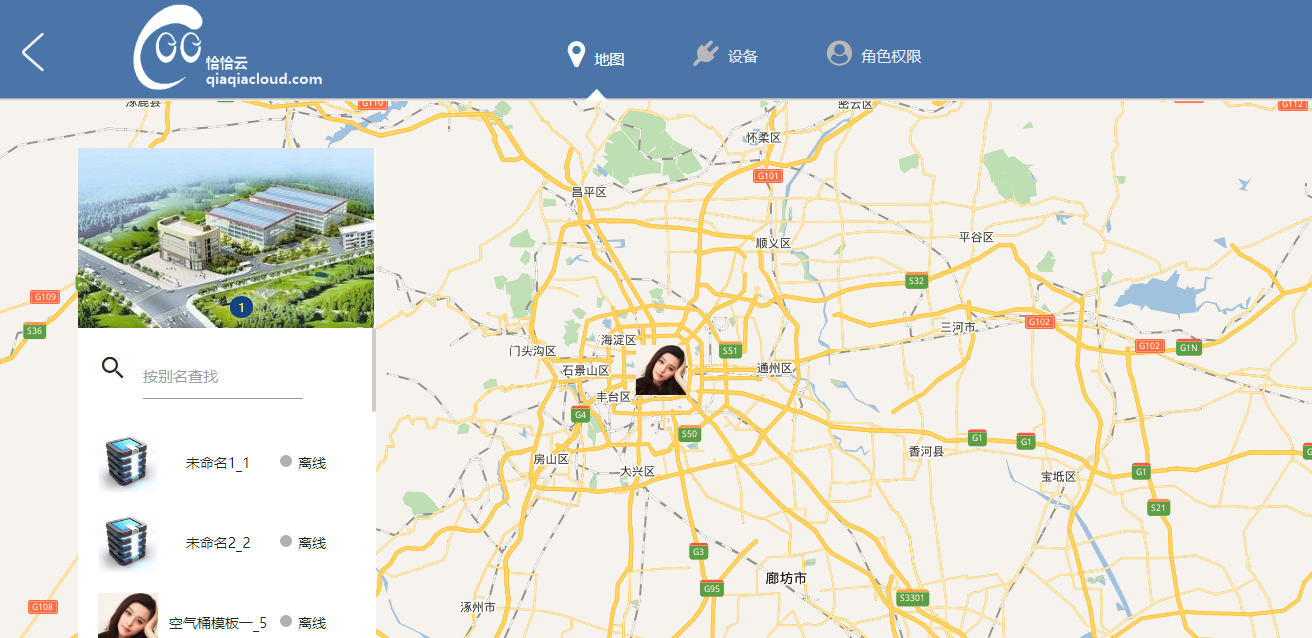 恰恰云
qiaqiacloud.com
地图
设备
角色权限
涿鹿县
G110
密云区
G112
怀柔区
G101
昌平区
顺义区
平谷区
S32
G109
S36
1
海淀区
门头沟区
石景山区
S51
通州区
三河市
G102
G102
G1N
按别名查找
丰台区
G4
S50
G1
G1
香河县
房山区
大兴区
宝坻区
G1
S21
未命名1_1
离线
未命名2_2
离线
G3
廊坊市
G95
S3301
G108
涿州市
空气桶模板一_5
离线